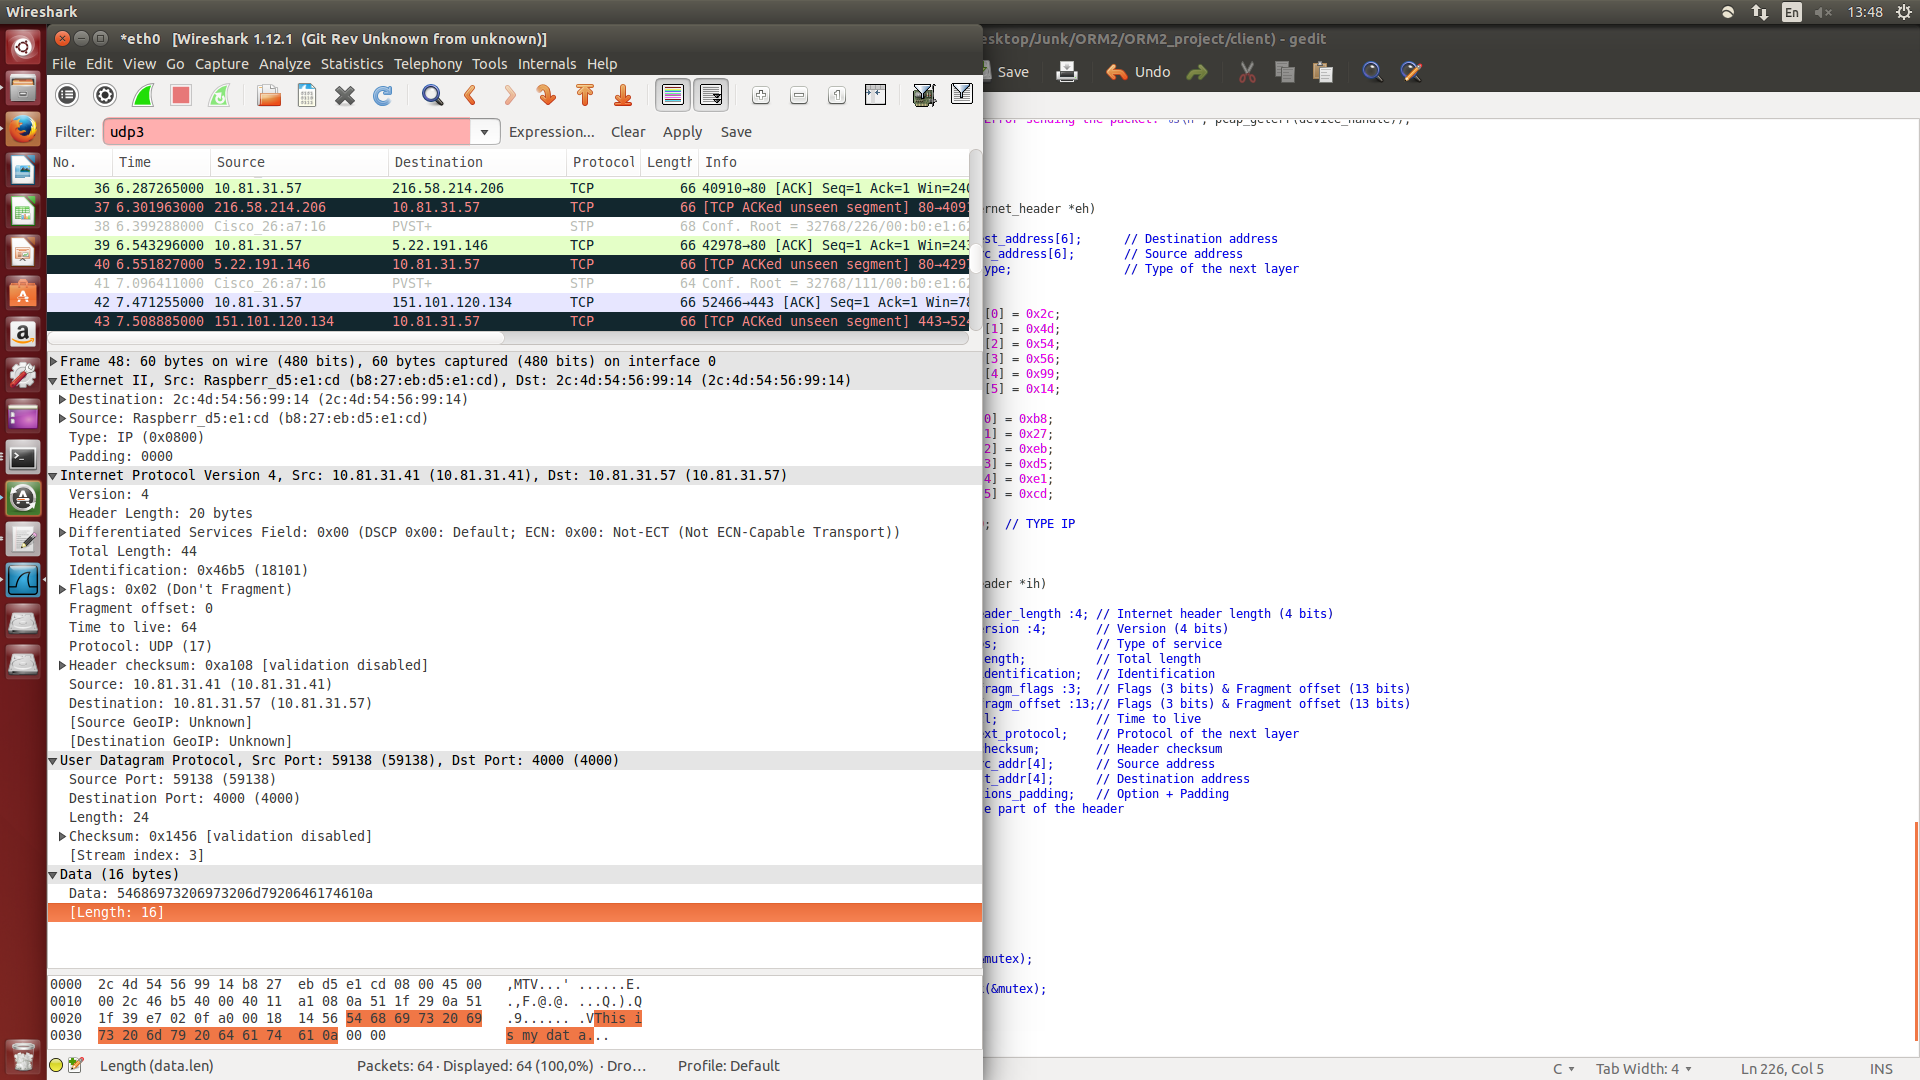 Wireshark
En
13:48
*eth0 [Wireshark 1.12.1 (Git Rev Unknown from unknown)]
File Edit View Go Capture Analyze Statistics Telephony Tools Internals Help
Filter: udp3 Expression... Clear Apply Save
No. Time Source Destination Protocol Length Info
36 6.287265000 10.81.31.57 216.58.214.206 TCP 66 40910→80 [ACK] Seq=1 Ack=1 Win=240
37 6.301963000 216.58.214.206 10.81.31.57 TCP 66 [TCP ACKed unseen segment] 80→4091
38 6.399288000 Cisco_26:a7:16 PVST+ STP 68 Conf. Root = 32768/226/00:b0:e1:62
39 6.543296000 10.81.31.57 5.22.191.146 TCP 66 42978→80 [ACK] Seq=1 Ack=1 Win=243
40 6.551827000 5.22.191.146 10.81.31.57 TCP 66 [TCP ACKed unseen segment] 80→4297
41 7.096411000 Cisco_26:a7:16 PVST+ STP 64 Conf. Root = 32768/111/00:b0:e1:62
42 7.471255000 10.81.31.57 151.101.120.134 TCP 66 52466→443 [ACK] Seq=1 Ack=1 Win=78
43 7.508885000 151.101.120.134 10.81.31.57 TCP 66 [TCP ACKed unseen segment] 443→524
Frame 48: 60 bytes on wire (480 bits), 60 bytes captured (480 bits) on interface 0
Ethernet II, Src: Raspberr_d5:e1:cd (b8:27:eb:d5:e1:cd), Dst: 2c:4d:54:56:99:14 (2c:4d:54:56:99:14)
Destination: 2c:4d:54:56:99:14 (2c:4d:54:56:99:14)
Source: Raspberr_d5:e1:cd (b8:27:eb:d5:e1:cd)
Type: IP (0x0800)
Padding: 0000
Internet Protocol Version 4, Src: 10.81.31.41 (10.81.31.41), Dst: 10.81.31.57 (10.81.31.57)
Version: 4
Header Length: 20 bytes
Differentiated Services Field: 0x00 (DSCP 0x00: Default; ECN: 0x00: Not-ECT (Not ECN-Capable Transport))
Total Length: 44
Identification: 0x46b5 (18101)
Flags: 0x02 (Don't Fragment)
Fragment offset: 0
Time to live: 64
Protocol: UDP (17)
Header checksum: 0xa108 [validation disabled]
Source: 10.81.31.41 (10.81.31.41)
Destination: 10.81.31.57 (10.81.31.57)
[Source GeoIP: Unknown]
[Destination GeoIP: Unknown]
User Datagram Protocol, Src Port: 59138 (59138), Dst Port: 4000 (4000)
Source Port: 59138 (59138)
Destination Port: 4000 (4000)
Length: 24
Checksum: 0x1456 [validation disabled]
[Stream index: 3]
Data (16 bytes)
Data: 54686973206973206d7920646174610a
[Length: 16]
0000 2c 4d 54 56 99 14 b8 27 eb d5 e1 cd 08 00 45 00 ,MTV...' ......E.
0010 00 2c 46 b5 40 00 40 11 a1 08 0a 51 1f 29 0a 51 .,F.@.@. ...Q.).Q
0020 1f 39 e7 02 0f a0 00 18 14 56 54 68 69 73 20 69 .9...... .VThis i
0030 73 20 6d 79 20 64 61 74 61 0a 00 00 s my dat a...
Length (data.len) Packets: 64 · Displayed: 64 (100,0%) · Dro... Profile: Default
esktop/Junk/ORM2/ORM2_project/client) - gedit
Save Undo
Error sending the packet: %s\n", pcap_geterr(device_handle));
ernet_header *eh)
est_address[6]; // Destination address
rc_address[6]; // Source address
ype; // Type of the next layer
[0] = 0x2c;
[1] = 0x4d;
[2] = 0x54;
[3] = 0x56;
[4] = 0x99;
[5] = 0x14;
0] = 0xb8;
1] = 0x27;
2] = 0xeb;
3] = 0xd5;
4] = 0xe1;
5] = 0xcd;
; // TYPE IP
ader *ih)
eader_length :4; // Internet header length (4 bits)
ersion :4; // Version (4 bits)
s; // Type of service
ength; // Total length
dentification; // Identification
ragm_flags :3; // Flags (3 bits) & Fragment offset (13 bits)
ragm_offset :13;// Flags (3 bits) & Fragment offset (13 bits)
l; // Time to live
ext_protocol; // Protocol of the next layer
hecksum; // Header checksum
rc_addr[4]; // Source address
t_addr[4]; // Destination address
ions_padding; // Option + Padding
e part of the header
&mutex);
(&mutex);
C Tab Width: 4 Ln 226, Col 5 INS